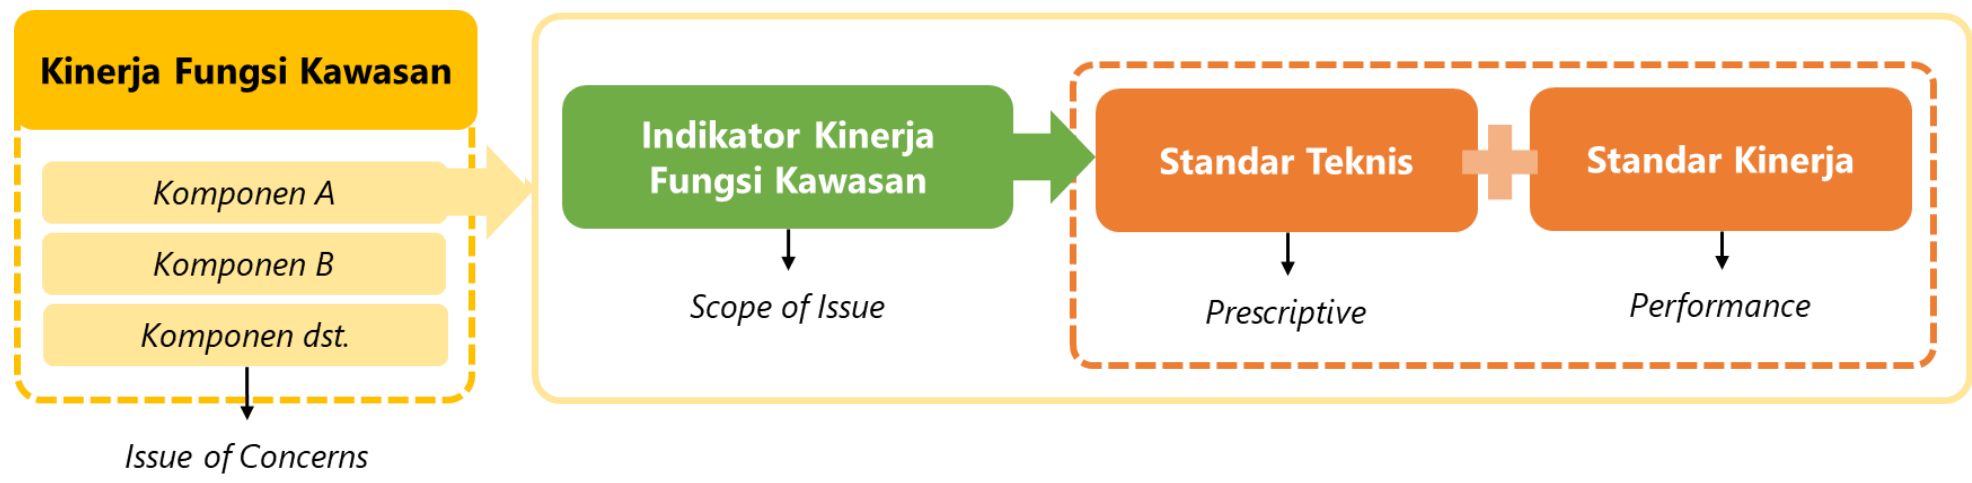 Kinerja Fungsi Kawasan
Komponen A
Komponen B
Komponen dst.
Issue of Concerns
Indikator Kinerja
Fungsi Kawasan
Scope of Issue
Standar Teknis
Prescriptive
Standar Kinerja
Performance